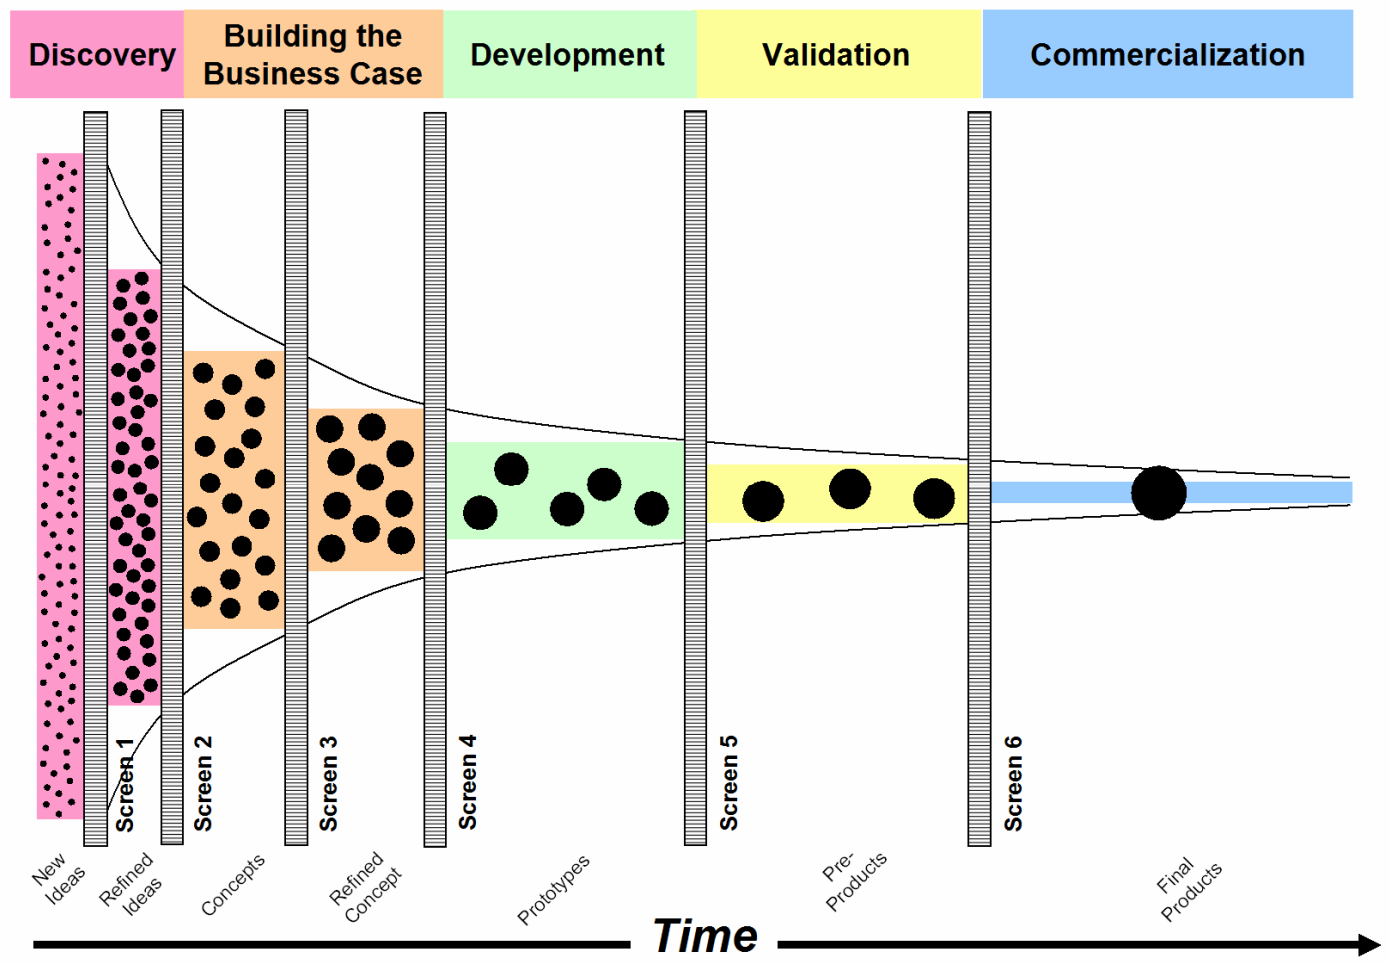 Discovery
Building the
Business Case
Development
Validation
Commercialization
Screen 1
Screen 2
Screen 3
Screen 4
Screen 5
Screen 6
New
Ideas
Refined
Ideas
Concepts
Refined
Concept
Prototypes
Pre-
Products
Final
Products
Time